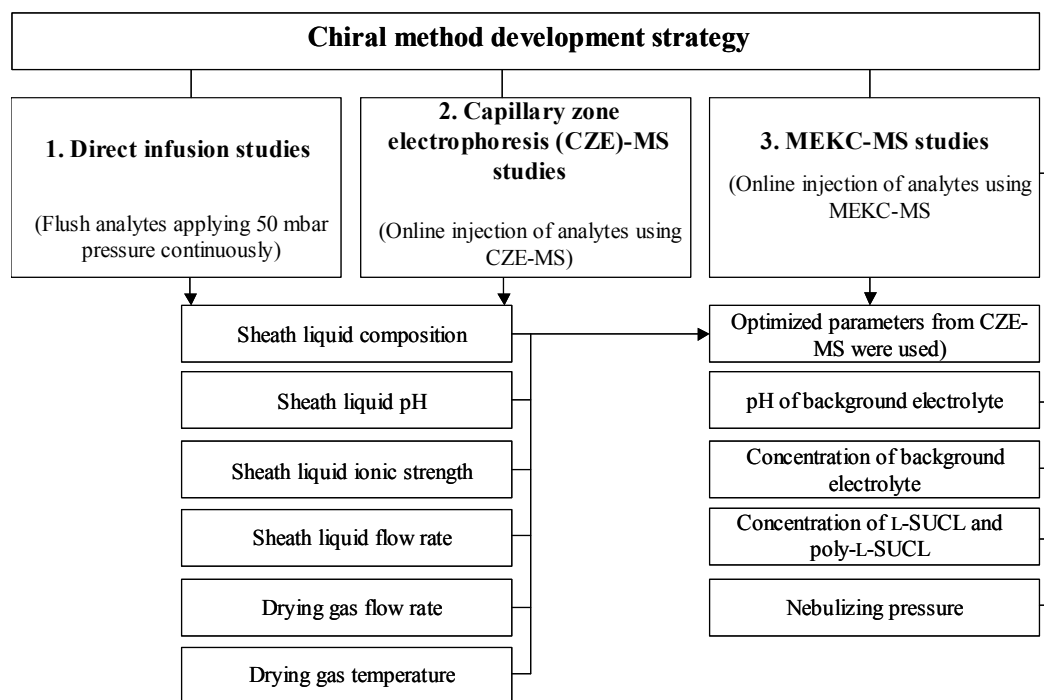 Chiral method development strategy
1. Direct infusion studies
(Flush analytes applying 50 mbar
pressure continuously)
2. Capillary zone
electrophoresis (CZE)-MS
studies
(Online injection of analytes using
CZE-MS)
3. MEKC-MS studies
(Online injection of analytes using
MEKC-MS
Sheath liquid composition
Sheath liquid pH
Sheath liquid ionic strength
Sheath liquid flow rate
Drying gas flow rate
Drying gas temperature
Optimized parameters from CZE-
MS were used)
pH of background electrolyte
Concentration of background
electrolyte
Concentration of L-SUCL and
poly-L-SUCL
Nebulizing pressure